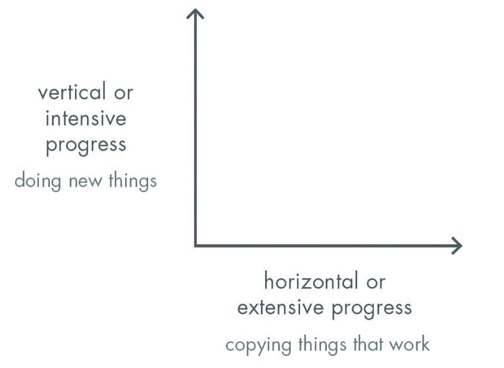 vertical or
intensive
progress
doing new things
horizontal or
extensive progress
copying things that work